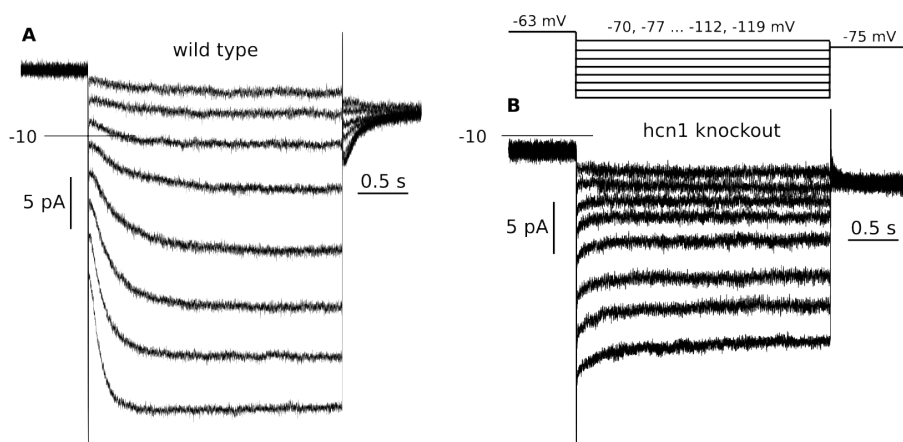 A
wild type
-10
5 pA
0.5 s
-63 mV
-70, -77 ... -112, -119 mV
-75 mV
B
-10
hcn1 knockout
5 pA
0.5 s